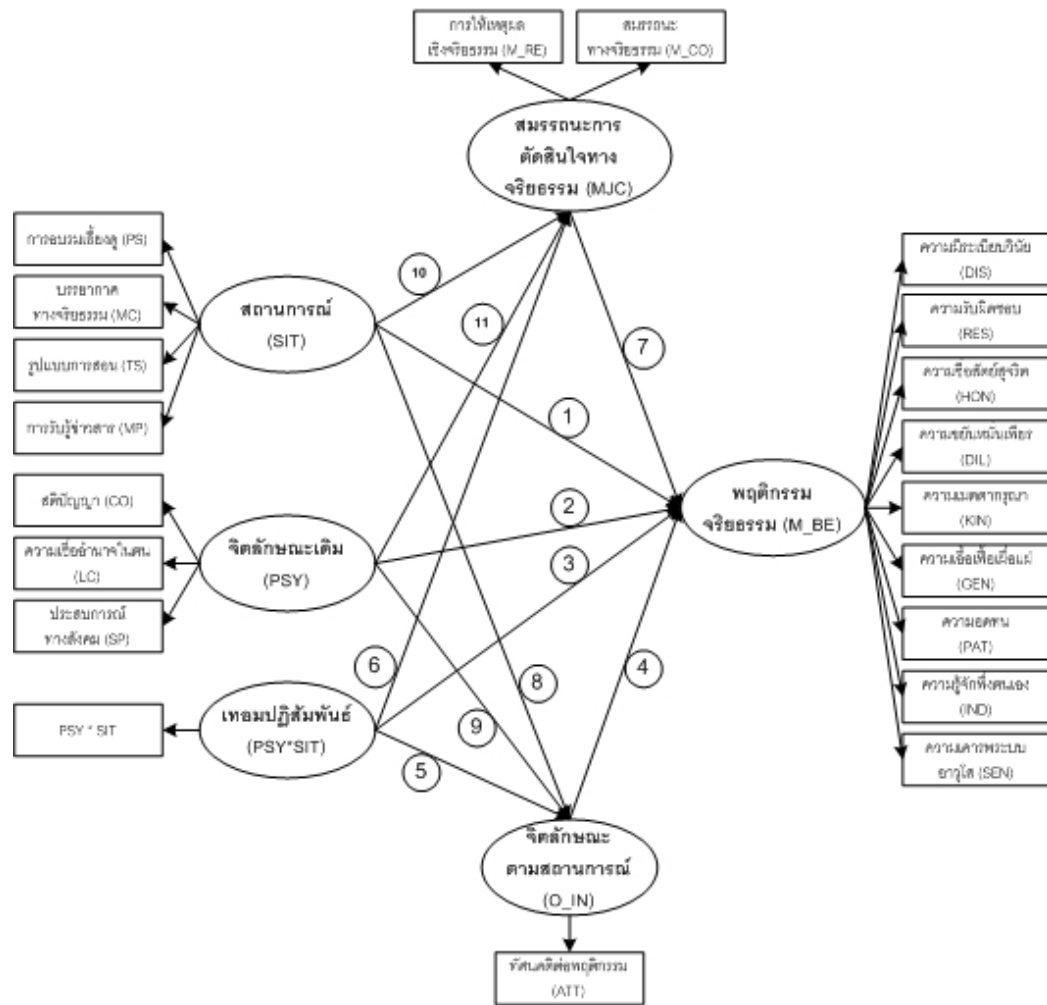 การให้เหตุผล
เชิงจริยธรรม (M_RE)
สมรรถนะ
ทางจริยธรรม (M_CO)
สมรรถนะการ
ตัดสินใจทาง
จริยธรรม (MJC)
การอบรมเลี้ยงดู (PS)
บรรยากาศ
ทางจริยธรรม (MC)
รูปแบบการสอน (TS)
การรับรู้ข่าวสาร (MP)
สถานการณ์
(SIT)
10
11
7
1
ความมีระเบียบวินัย
(DIS)
ความรับผิดชอบ
(RES)
ความซื่อสัตย์สุจริต
(HON)
ความขยันหมั่นเพียร
(DIL)
ความเมตตากรุณา
(KIN)
ความเอื้อเฟื้อเผื่อแผ่
(GEN)
ความอดทน
(PAT)
ความรู้จักพึ่งตนเอง
(IND)
ความเคารพระบบ
อาวุโส (SEN)
สติปัญญา (CO)
ความเชื่ออำนาจในตน
(LC)
ประสบการณ์
ทางสังคม (SP)
จิตลักษณะเดิม
(PSY)
2
3
พฤติกรรม
จริยธรรม (M_BE)
PSY * SIT
เทอมปฏิสัมพันธ์
(PSY*SIT)
6
8
4
9
5
จิตลักษณะ
ตามสถานการณ์
(O_IN)
ทัศนคติต่อพฤติกรรม
(ATT)